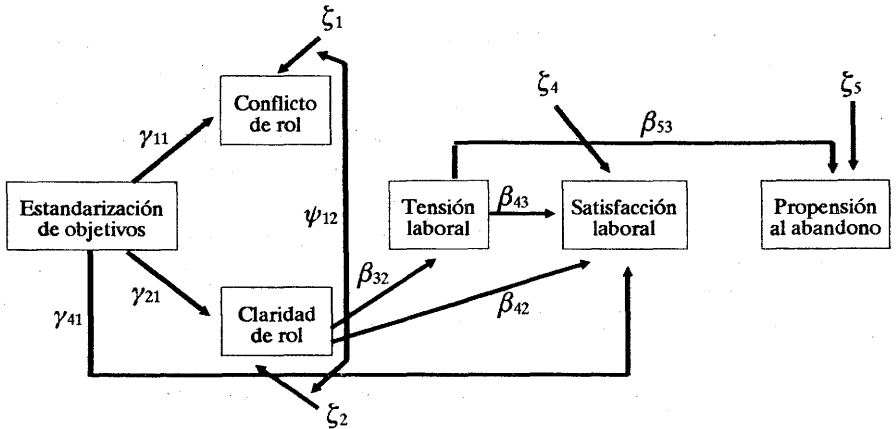 ζ1
Conflicto
de rol
ζ4
ζ5
β53
γ11
Estandarización
de objetivos
ψ12
Tensión
laboral
β43
Satisfacción
laboral
Propensión
al abandono
β32
γ21
γ41
Claridad
de rol
β42
ζ2